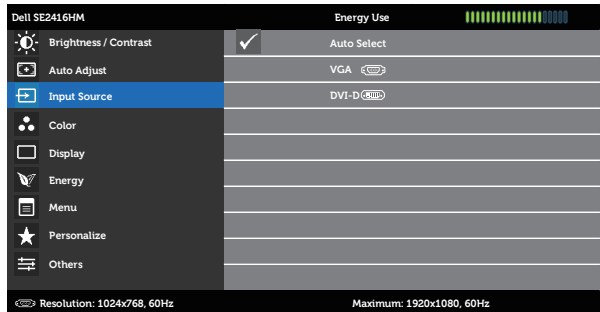 Dell SE2416HM Energy Use
Brightness / Contrast Auto Select
Auto Adjust VGA
Input Source DVI-D
Color
Display
Energy
Menu
Personalize
Others
Resolution: 1024x768, 60Hz Maximum: 1920x1080, 60Hz